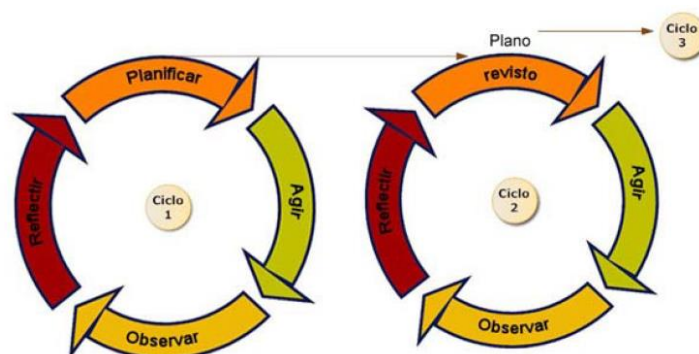 Planificar
Agir
Observar
Reflectir
Ciclo
1
Plano
revisto
Agir
Observar
Reflectir
Ciclo
2
Ciclo
3